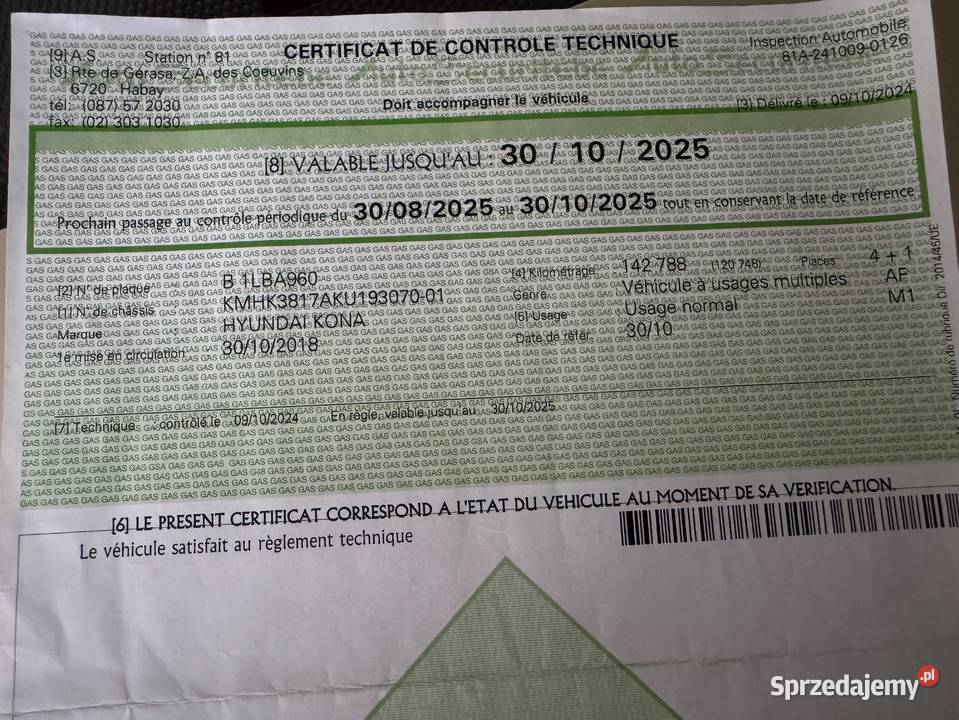 [9] A.S. Station n° 81
CERTIFICAT DE CONTROLE TECHNIQUE
Inspection Automobile
[3] Rte de Gérasa, Z.A. des Coeuvins
81A-241009-0126
6720 Habay
tél.: (087) 57 2030
Doit accompagner le véhicule
[3] Délivré le : 09/10/2024
fax: (02) 303 1030
[8] VALABLE JUSQU'AU : 30 / 10 / 2025
Prochain passage au contrôle périodique du 30/08/2025 au 30/10/2025 tout en conservant la date de référence
[2] N° de plaque B 1LBA960
[4] Kilométrage 142 788 (120 748) Places 4 + 1
[1] N° de châssis KMHK3817AKU193070-01
Genre Véhicule à usages multiples AF
Marque HYUNDAI KONA
[5] Usage Usage normal M1
1e mise en circulation 30/10/2018
Date de réfer. 30/10
[7] Technique : contrôlé le 09/10/2024 En règle, valable jusqu'au 30/10/2025
[6] LE PRESENT CERTIFICAT CORRESPOND A L'ETAT DU VEHICULE AU MOMENT DE SA VERIFICATION.
Le véhicule satisfait au règlement technique
Sprzedajemy.pl